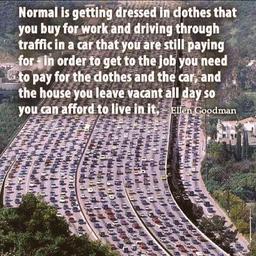 Normal is getting dressed in clothes that
you buy for work and driving through
traffic in a car that you are still paying
for - in order to get to the job you need
to pay for the clothes and the car, and
the house you leave vacant all day so
you can afford to live in it. - Ellen Goodman